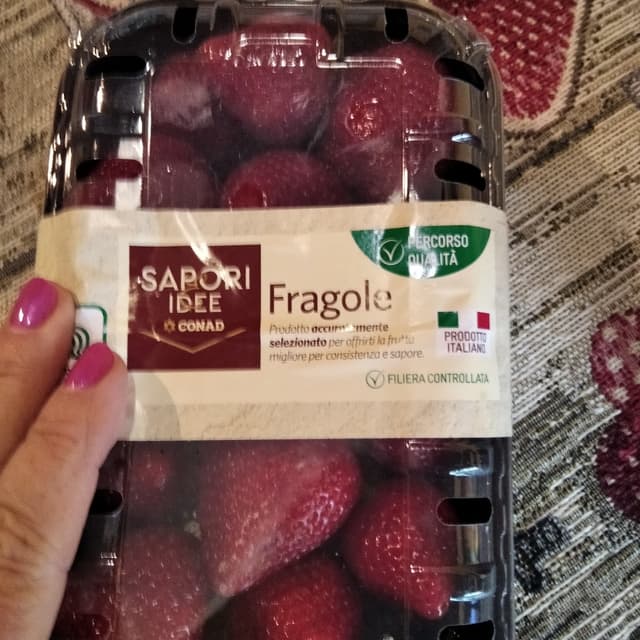 PERCORSO
QUALITÀ
SAPORI
IDEE
CONAD
Fragole
Prodotto accuratamente
selezionato per offrirti la frutta
migliore per consistenza e sapore.
PRODOTTO
ITALIANO
FILIERA CONTROLLATA